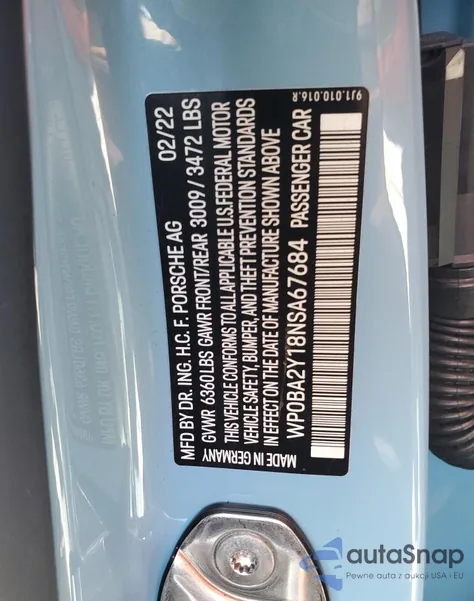 9J1.010.016.R
MFD BY DR. ING. H.C. F. PORSCHE AG 02/22
GVWR 6360 LBS GAWR FRONT/REAR 3009 / 3472 LBS
THIS VEHICLE CONFORMS TO ALL APPLICABLE U.S. FEDERAL MOTOR
VEHICLE SAFETY, BUMPER, AND THEFT PREVENTION STANDARDS
IN EFFECT ON THE DATE OF MANUFACTURE SHOWN ABOVE
MADE IN GERMANY WP0BA2Y18NSA67684 PASSENGER CAR
autoSnap
Pewne auta z aukcji USA i EU